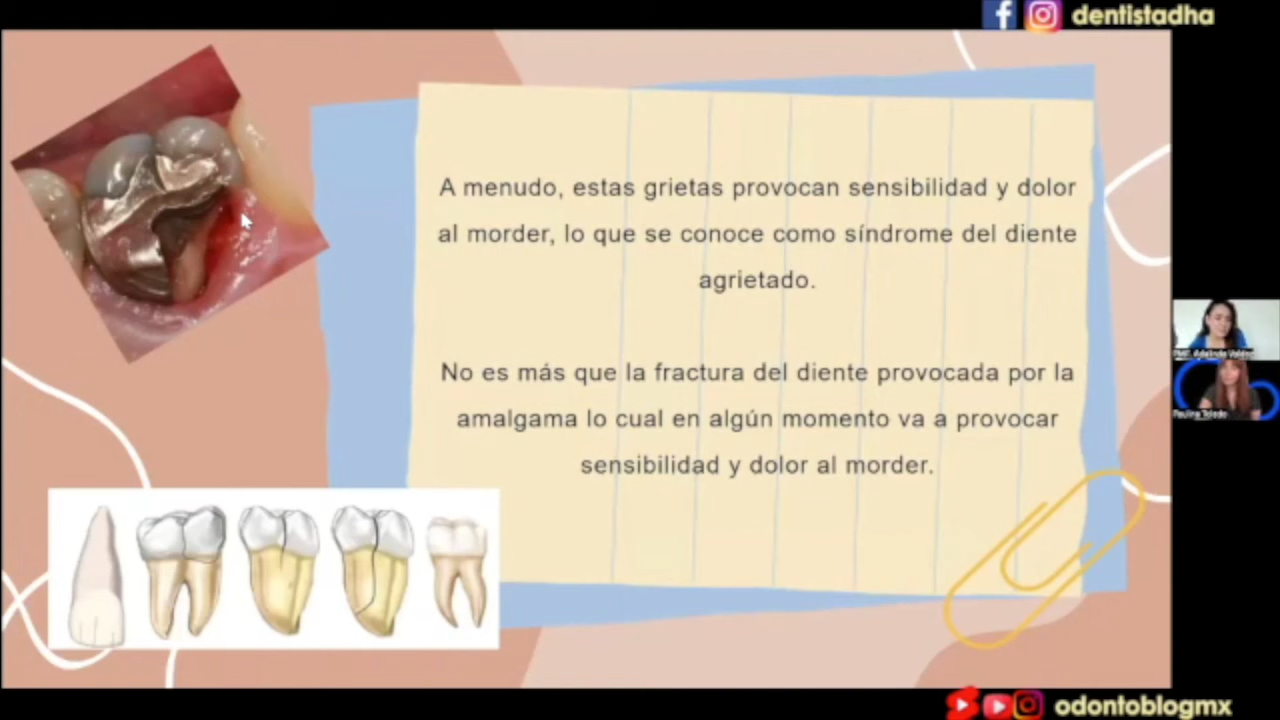 dentistadha
A menudo, estas grietas provocan sensibilidad y dolor
al morder, lo que se conoce como síndrome del diente
agrietado.
No es más que la fractura del diente provocada por la
amalgama lo cual en algún momento va a provocar
sensibilidad y dolor al morder.
Paulina Toledo
odontoblogmx